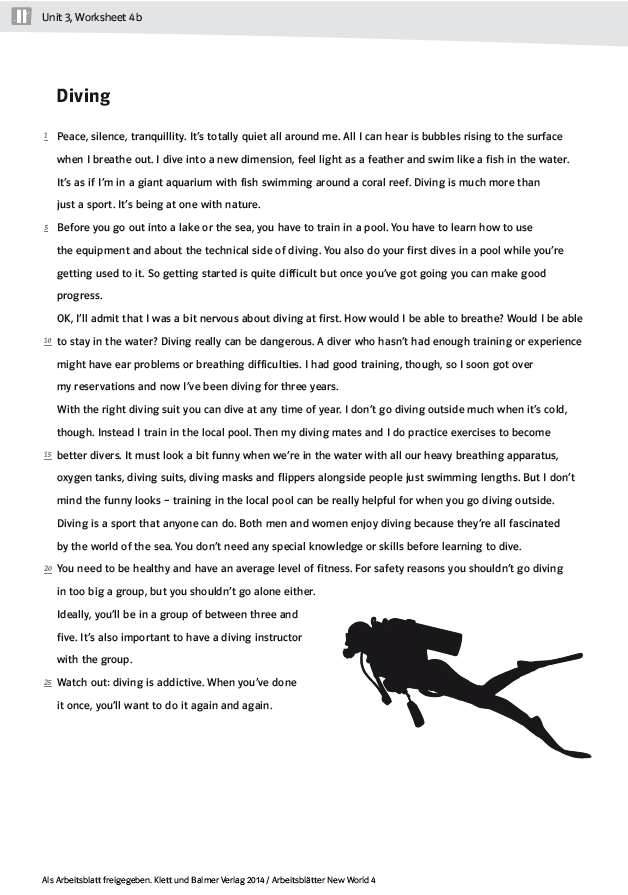 Unit 3, Worksheet 4b
Diving
1 Peace, silence, tranquillity. It's totally quiet all around me. All I can hear is bubbles rising to the surface
when I breathe out. I dive into a new dimension, feel light as a feather and swim like a fish in the water.
It's as if I'm in a giant aquarium with fish swimming around a coral reef. Diving is much more than
just a sport. It's being at one with nature.
5 Before you go out into a lake or the sea, you have to train in a pool. You have to learn how to use
the equipment and about the technical side of diving. You also do your first dives in a pool while you're
getting used to it. So getting started is quite difficult but once you've got going you can make good
progress.
OK, I'll admit that I was a bit nervous about diving at first. How would I be able to breathe? Would I be able
10 to stay in the water? Diving really can be dangerous. A diver who hasn't had enough training or experience
might have ear problems or breathing difficulties. I had good training, though, so I soon got over
my reservations and now I've been diving for three years.
With the right diving suit you can dive at any time of year. I don't go diving outside much when it's cold,
though. Instead I train in the local pool. Then my diving mates and I do practice exercises to become
15 better divers. It must look a bit funny when we're in the water with all our heavy breathing apparatus,
oxygen tanks, diving suits, diving masks and flippers alongside people just swimming lengths. But I don't
mind the funny looks – training in the local pool can be really helpful for when you go diving outside.
Diving is a sport that anyone can do. Both men and women enjoy diving because they're all fascinated
by the world of the sea. You don't need any special knowledge or skills before learning to dive.
20 You need to be healthy and have an average level of fitness. For safety reasons you shouldn't go diving
in too big a group, but you shouldn't go alone either.
Ideally, you'll be in a group of between three and
five. It's also important to have a diving instructor
with the group.
25 Watch out: diving is addictive. When you've done
it once, you'll want to do it again and again.
Als Arbeitsblatt freigegeben. Klett und Balmer Verlag 2014 / Arbeitsblätter New World 4